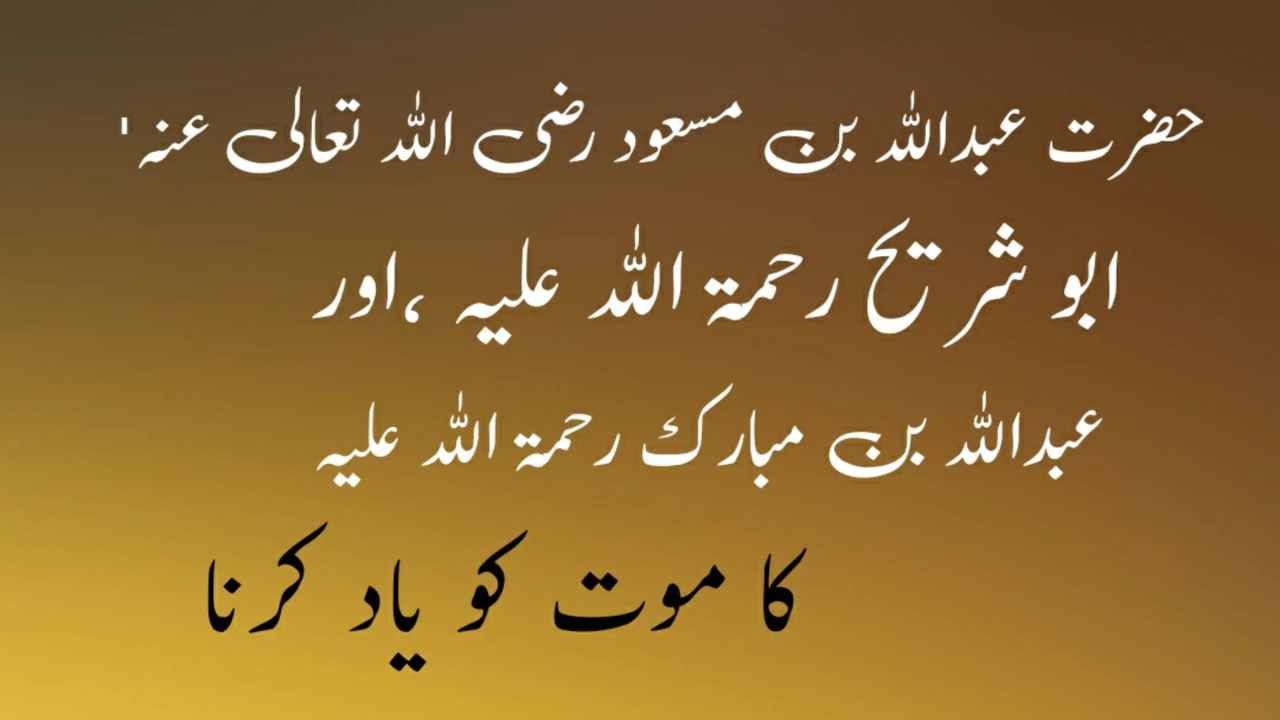 حضرت عبداللہ بن مسعود رضی اللہ تعالی عنہ '
ابو شریح رحمۃ اللہ علیہ ،اور
عبداللہ بن مبارک رحمۃ اللہ علیہ
کا موت کو یاد کرنا